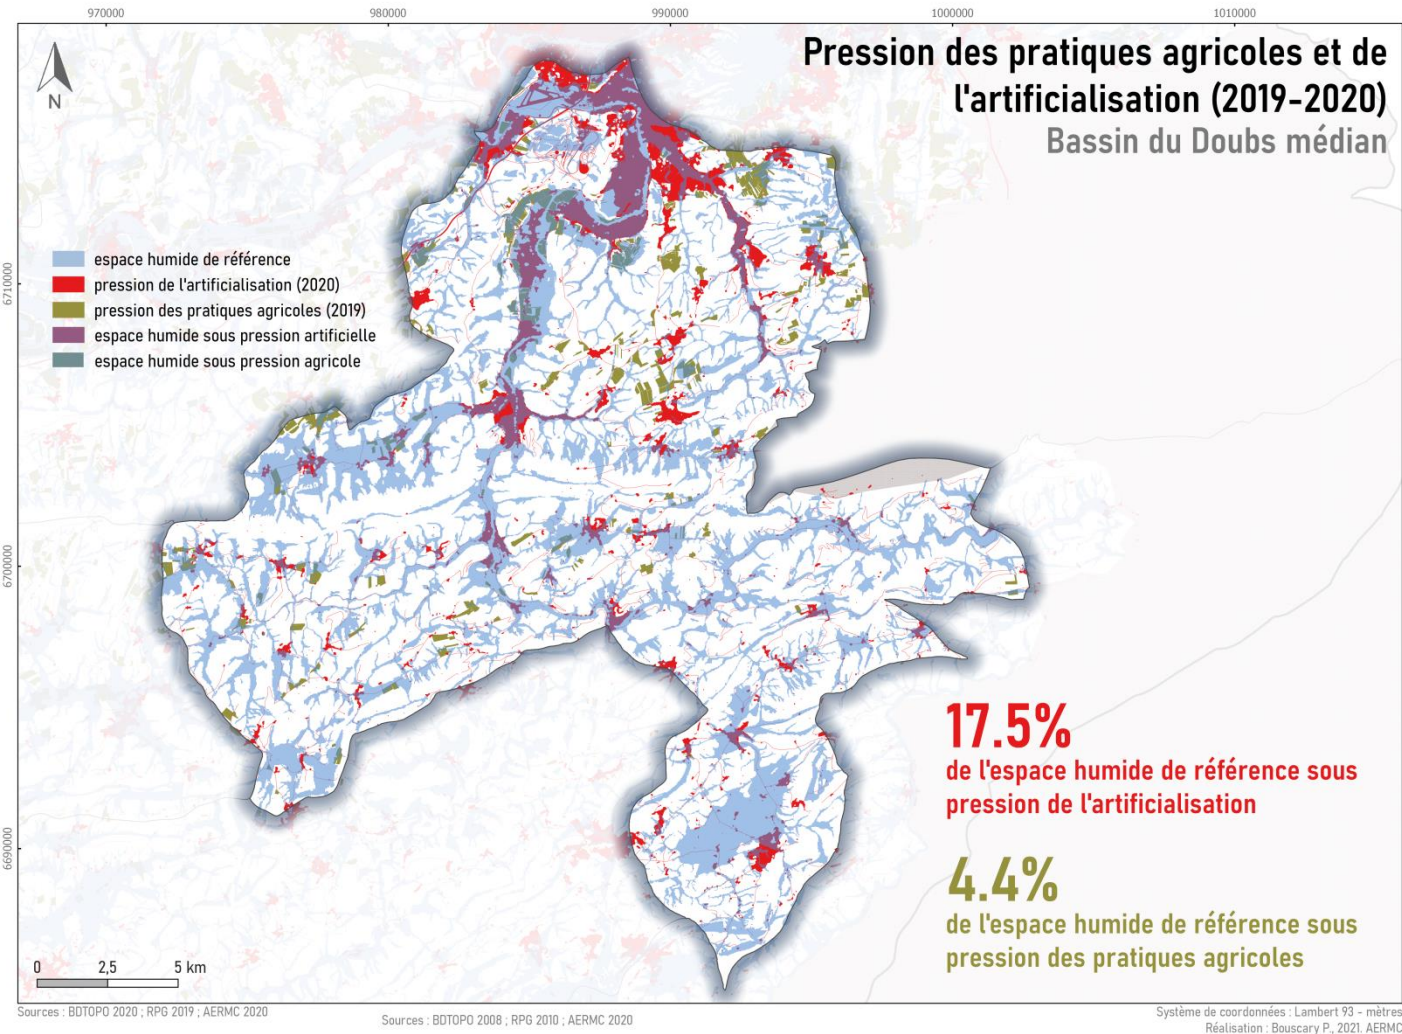 970000
980000
990000
1000000
1010000
Pression des pratiques agricoles et de
l'artificialisation (2019-2020)
Bassin du Doubs médian
N
6710000
6700000
6690000
espace humide de référence
pression de l'artificialisation (2020)
pression des pratiques agricoles (2019)
espace humide sous pression artificielle
espace humide sous pression agricole
17.5%
de l'espace humide de référence sous
pression de l'artificialisation
4.4%
de l'espace humide de référence sous
pression des pratiques agricoles
0 2,5 5 km
Sources : BDTOPO 2020 ; RPG 2019 ; AERMC 2020
Sources : BDTOPO 2008 ; RPG 2010 ; AERMC 2020
Système de coordonnées : Lambert 93 - mètres
Réalisation : Bouscary P., 2021. AERMC